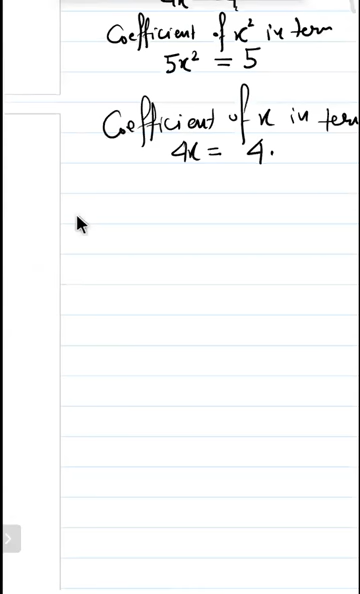 Coefficient of x² in term
5x² = 5
Coefficient of x in term
4x = 4.